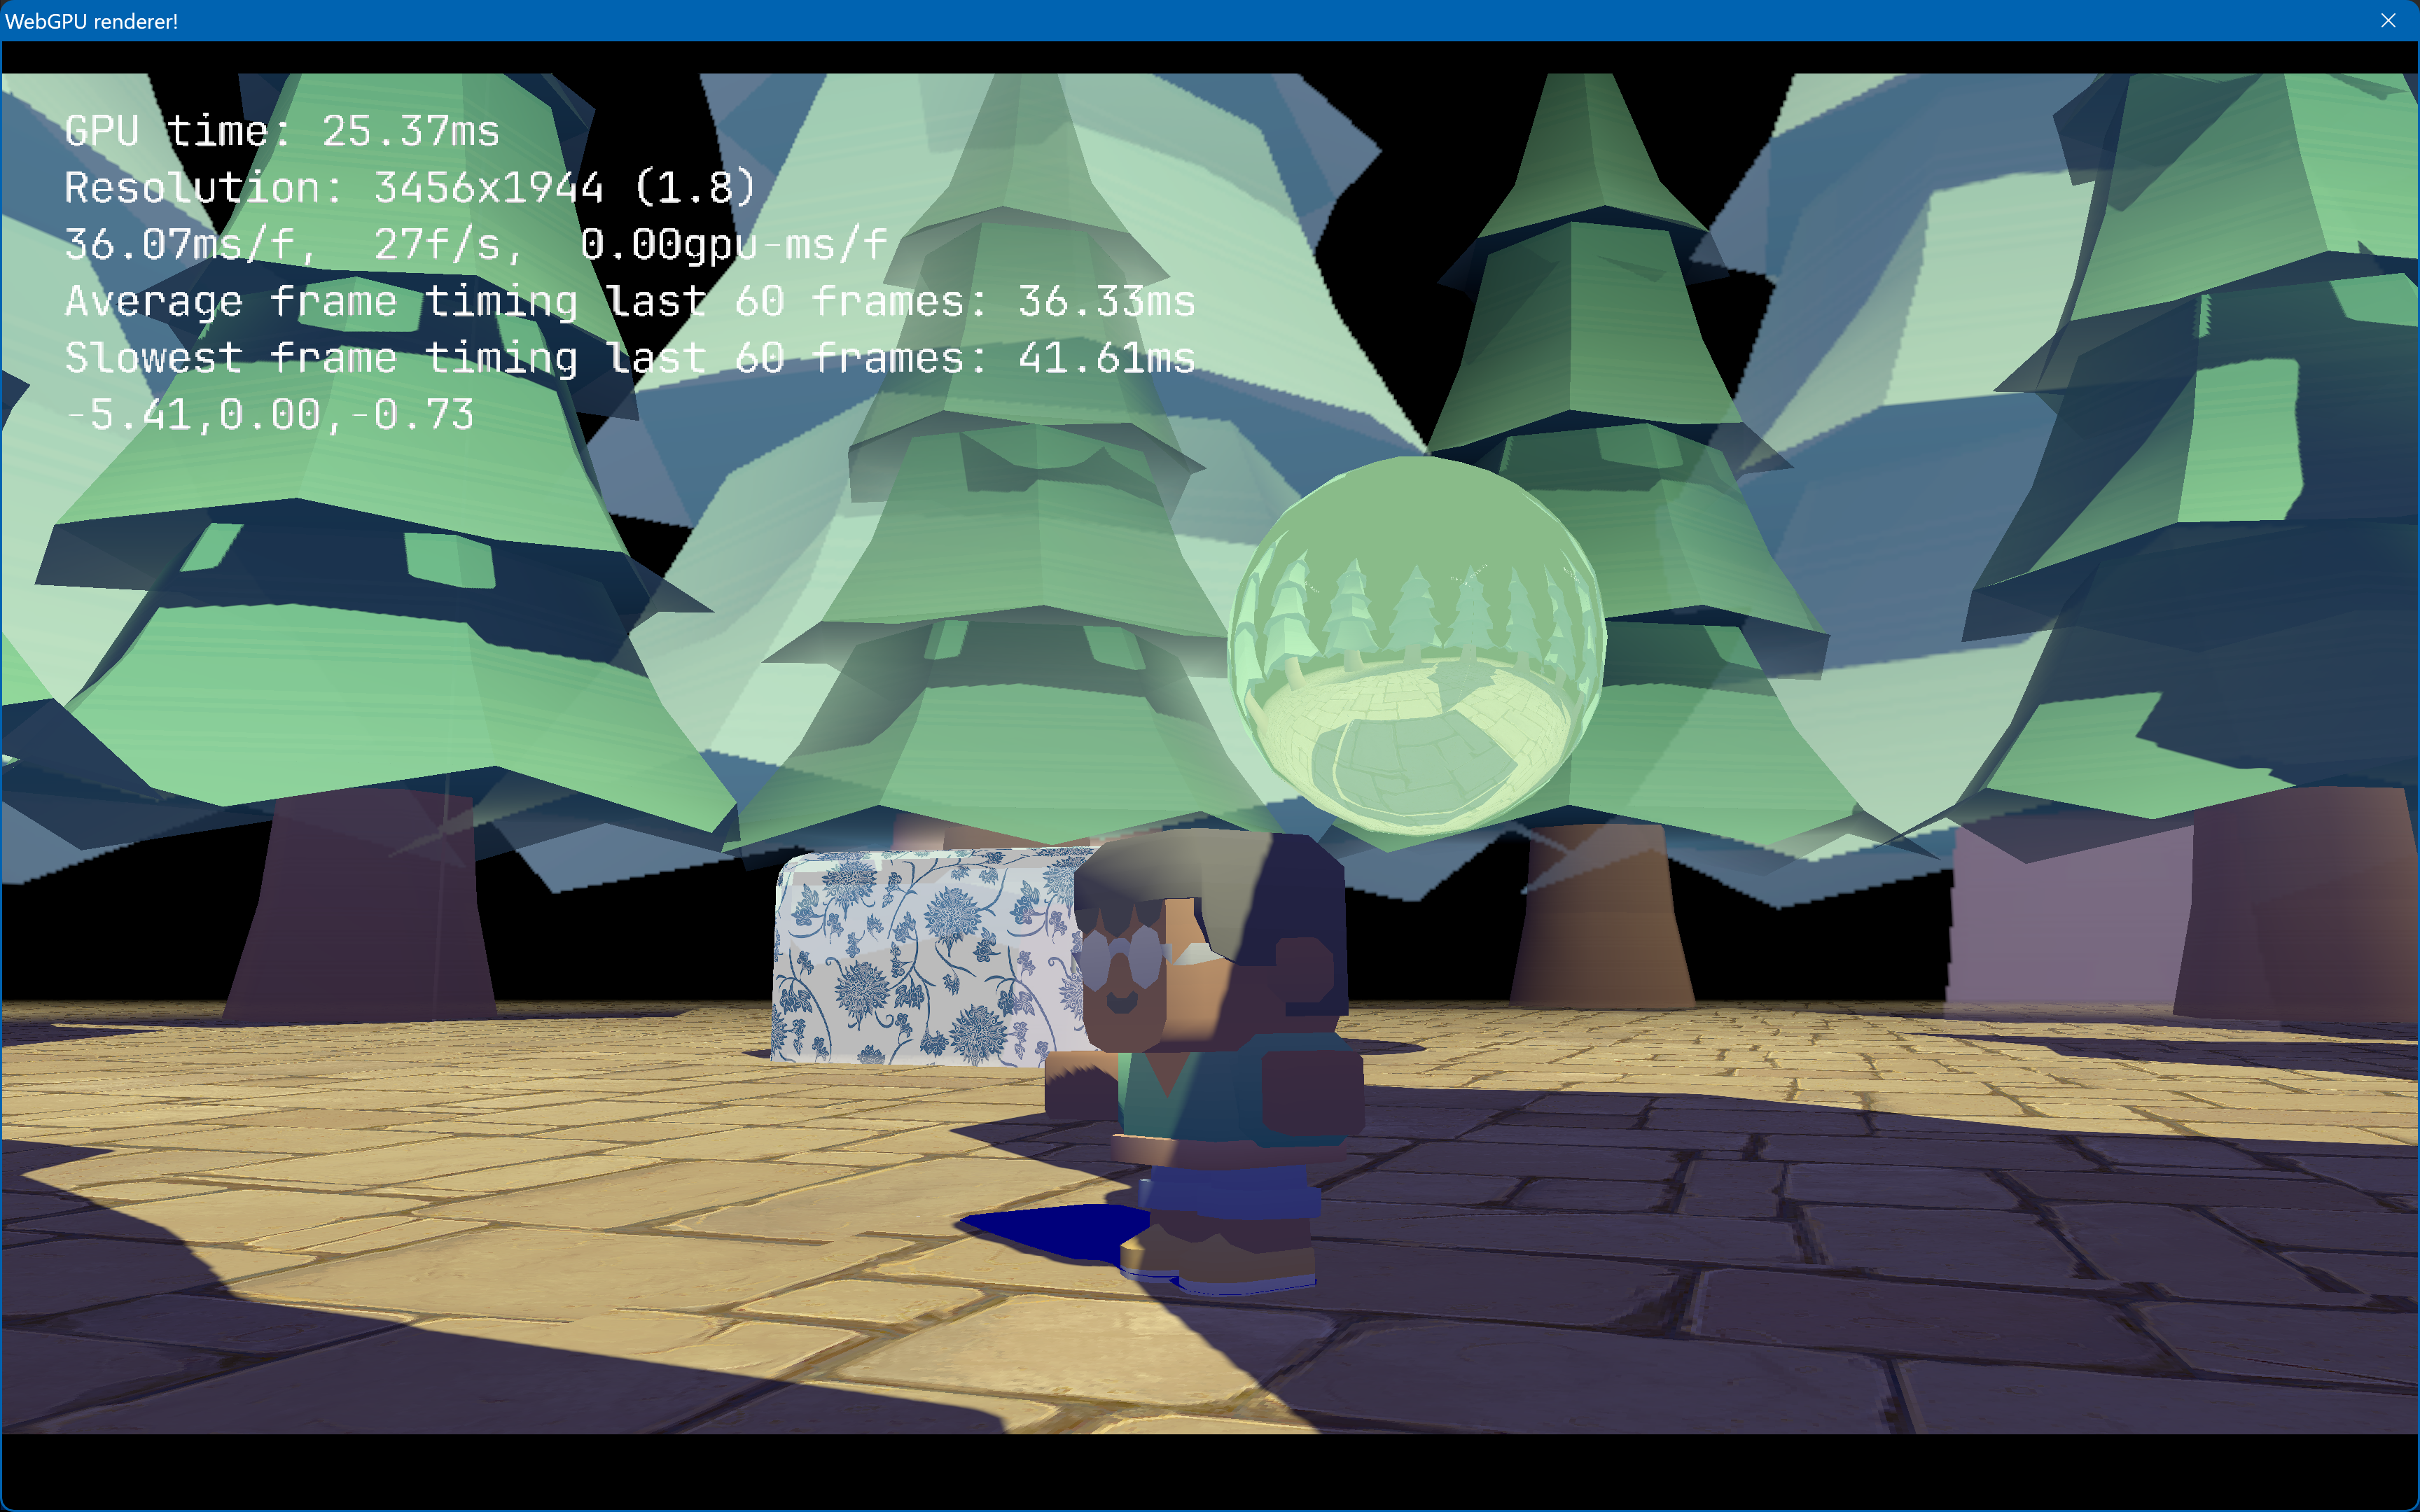 WebGPU renderer!
GPU time: 25.37ms
Resolution: 3456x1944 (1.8)
36.07ms/f,  27f/s,  0.00gpu-ms/f
Average frame timing last 60 frames: 36.33ms
Slowest frame timing last 60 frames: 41.61ms
-5.41,0.00,-0.73